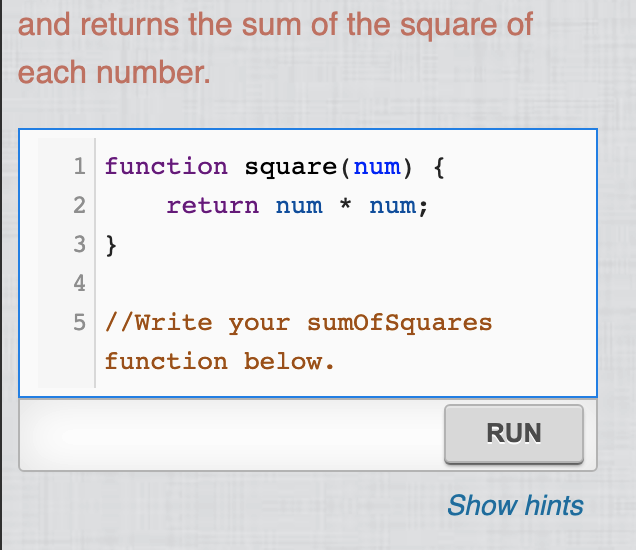 and returns the sum of the square of
each number.
1 function square(num) {
2     return num * num;
3 }
4
5 //Write your sumOfSquares
function below.
RUN
Show hints